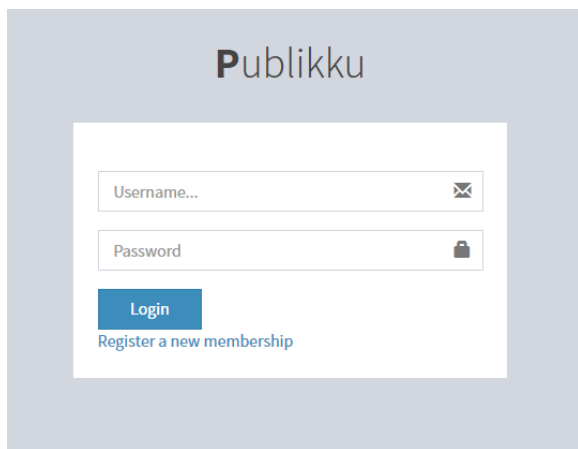 Publikku
Username...
Password
Login
Register a new membership